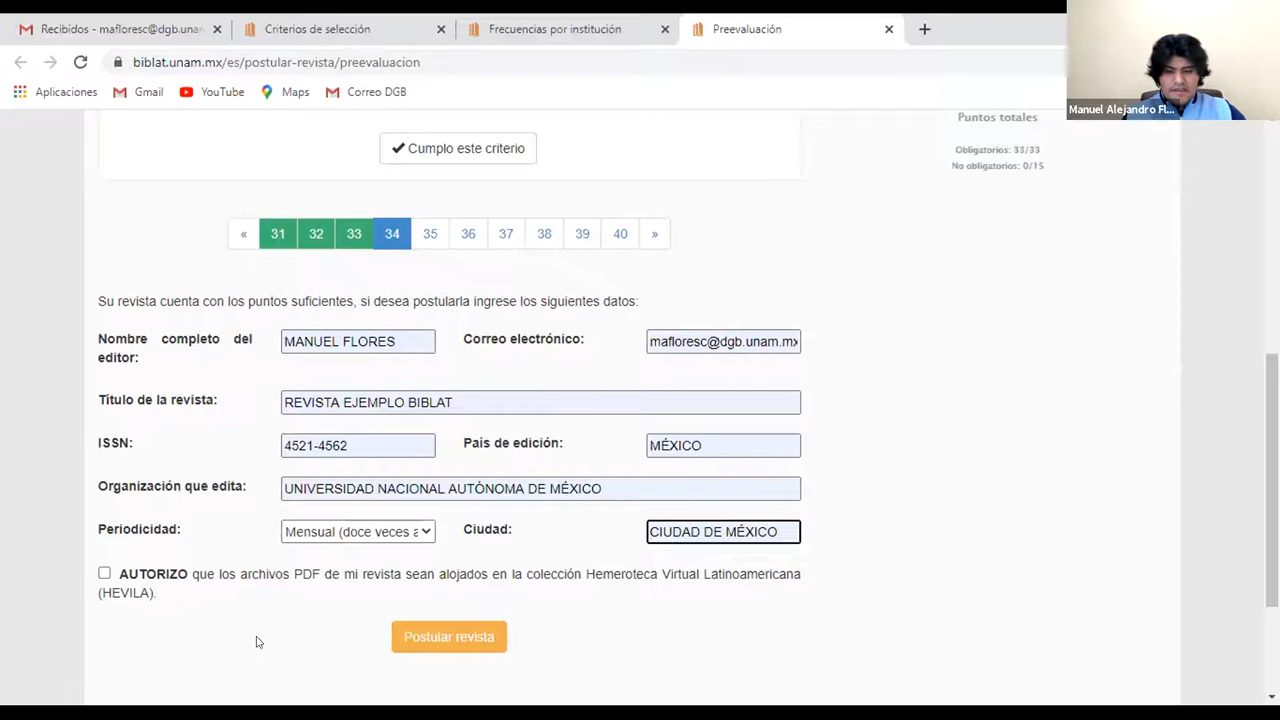 Recibidos - mafloresc@dgb.unan
Criterios de selección
Frecuencias por institución
Preevaluación
biblat.unam.mx/es/postular-revista/preevaluacion
Aplicaciones
Gmail
YouTube
Maps
Correo DGB
Manuel Alejandro Fl...
Puntos totales
Obligatorios: 33/33
No obligatorios: 0/15
✔ Cumplo este criterio
« 31 32 33 34 35 36 37 38 39 40 »
Su revista cuenta con los puntos suficientes, si desea postularla ingrese los siguientes datos:
Nombre completo del editor: MANUEL FLORES Correo electrónico: mafloresc@dgb.unam.mx
Título de la revista: REVISTA EJEMPLO BIBLAT
ISSN: 4521-4562 País de edición: MÉXICO
Organización que edita: UNIVERSIDAD NACIONAL AUTÓNOMA DE MÉXICO
Periodicidad: Mensual (doce veces a Ciudad: CIUDAD DE MÉXICO
AUTORIZO que los archivos PDF de mi revista sean alojados en la colección Hemeroteca Virtual Latinoamericana
(HEVILA).
Postular revista